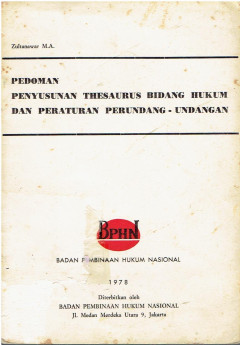 Zultanawar M.A.
PEDOMAN
PENYUSUNAN THESAURUS BIDANG HUKUM
DAN PERATURAN PERUNDANG - UNDANGAN
BPHN
BADAN PEMBINAAN HUKUM NASIONAL
1978
Diterbitkan oleh
BADAN PEMBINAAN HUKUM NASIONAL
Jl. Medan Merdeka Utara 9, Jakarta